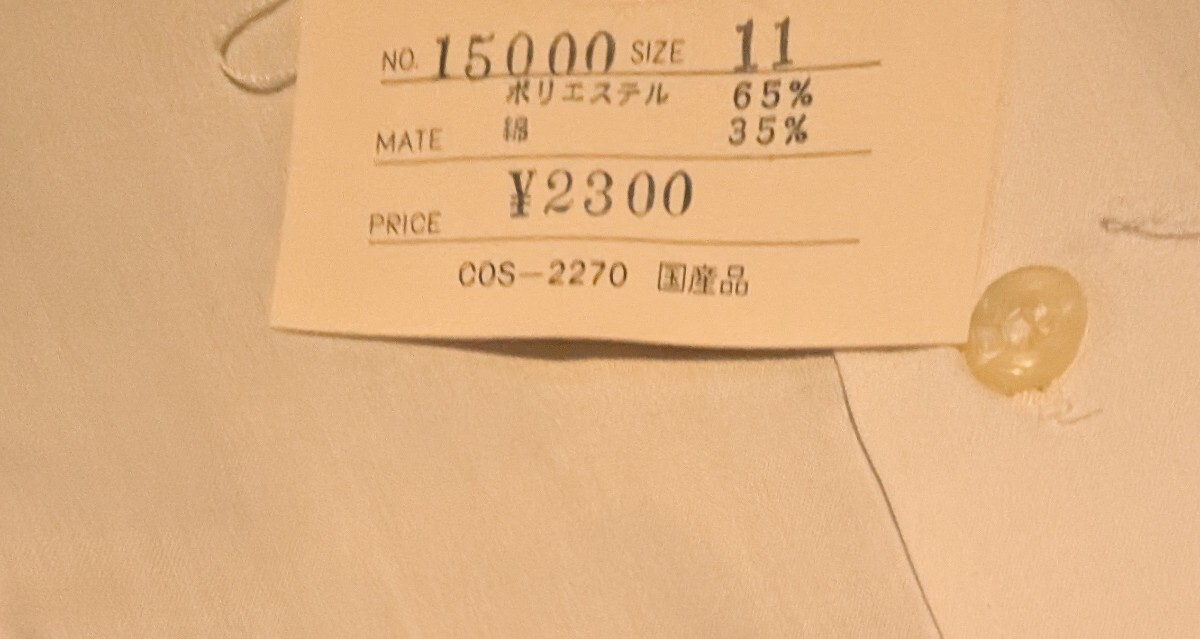 NO. 15000 SIZE 11
ポリエステル 65%
MATE 綿 35%
PRICE ¥2300
COS-2270 国産品